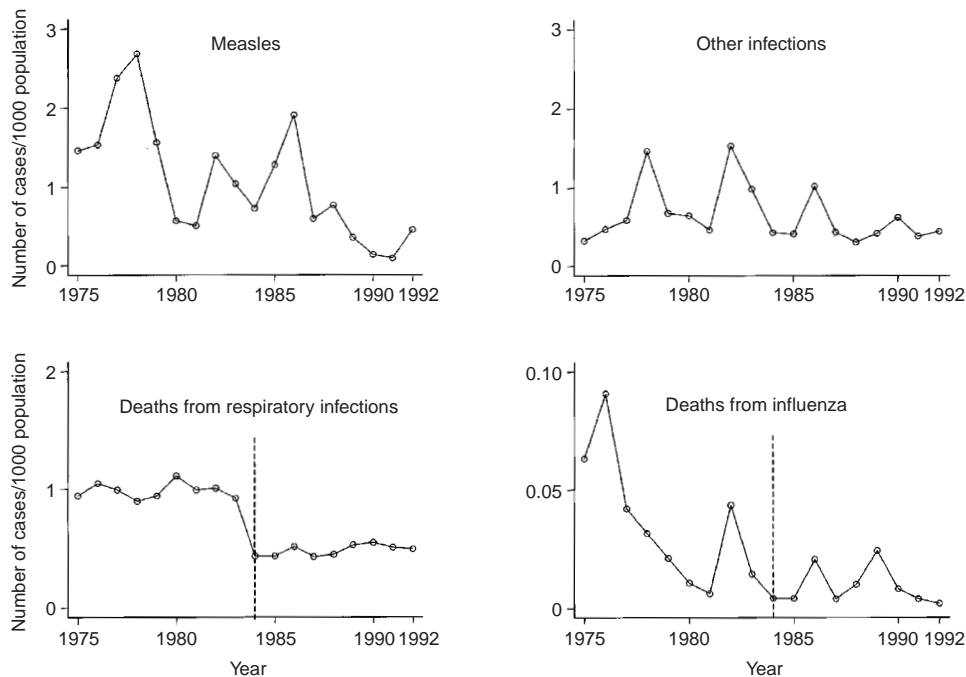 Number of cases/1000 population
3
2
1
0
Measles
1975 1980 1985 1990 1992
3
2
1
0
Other infections
1975 1980 1985 1990 1992
Number of cases/1000 population
2
1
0
Deaths from respiratory infections
1975 1980 1985 1990 1992
Year
0.10
0.05
0
Deaths from influenza
1975 1980 1985 1990 1992
Year